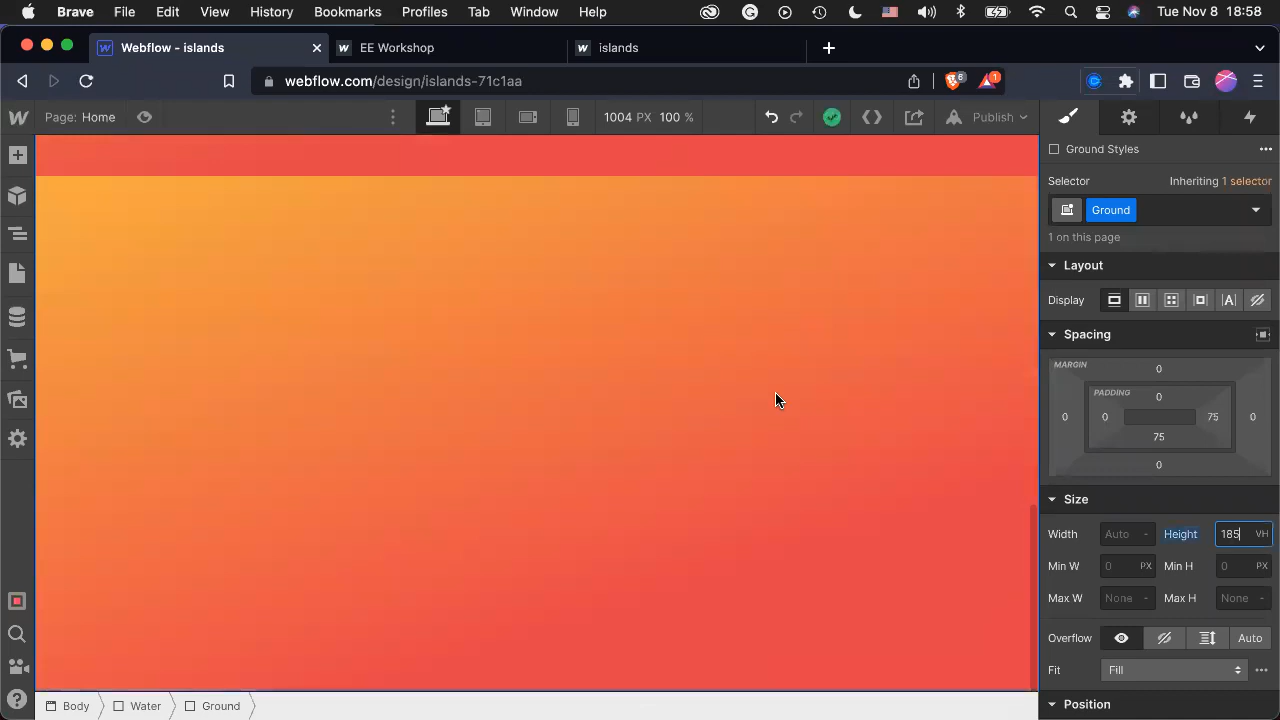 Brave File Edit View History Bookmarks Profiles Tab Window Help Tue Nov 8 18:58
Webflow - islands EE Workshop islands
webflow.com/design/islands-71c1aa 6 1
Page: Home 1004 PX 100 % Publish
Ground Styles
Selector Inheriting 1 selector
Ground
1 on this page
Layout
Display
Spacing
MARGIN 0
PADDING 0
0 0 75 0
75
0
Size
Width Auto - Height 185 VH
Min W 0 PX Min H 0 PX
Max W None - Max H None -
Overflow Auto
Fit Fill
Position
Body Water Ground